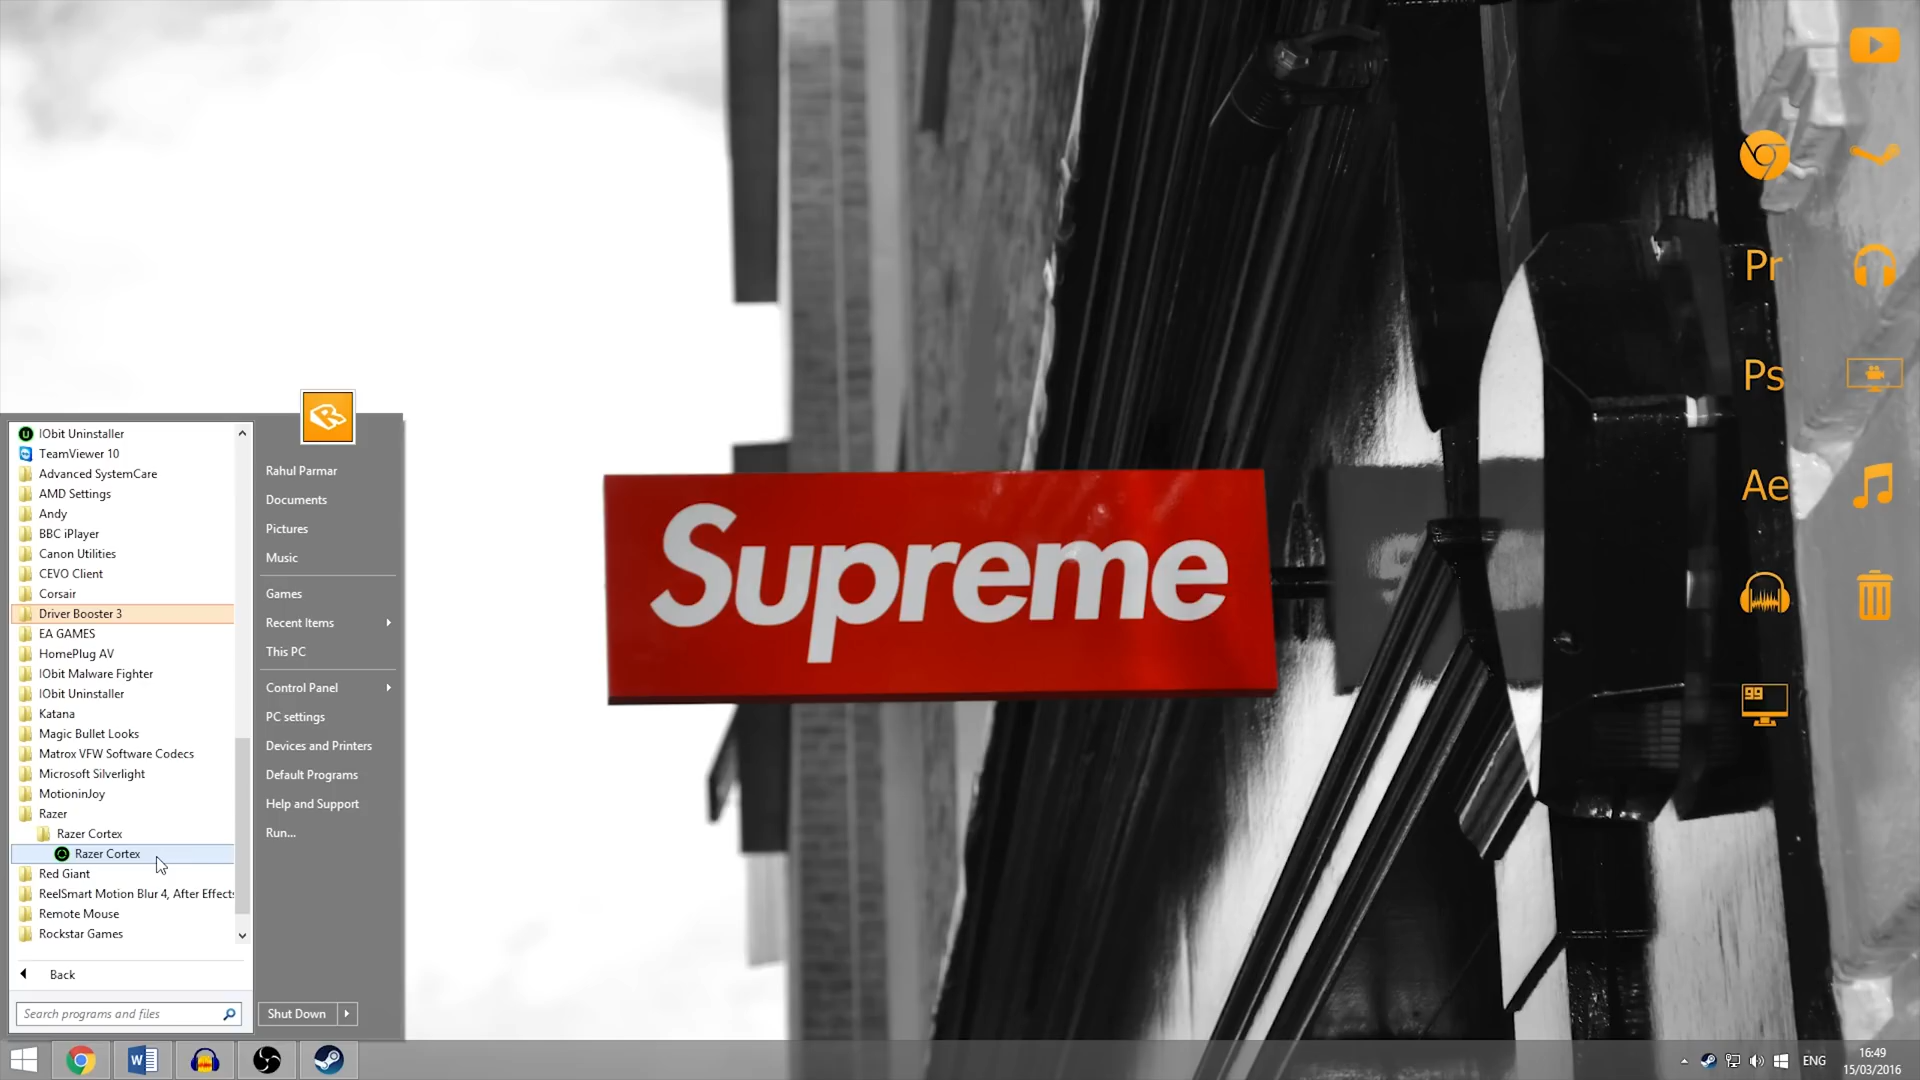 IObit Uninstaller
TeamViewer 10
Advanced SystemCare
AMD Settings
Andy
BBC iPlayer
Canon Utilities
CEVO Client
Corsair
Driver Booster 3
EA GAMES
HomePlug AV
IObit Malware Fighter
IObit Uninstaller
Katana
Magic Bullet Looks
Matrox VFW Software Codecs
Microsoft Silverlight
MotioninJoy
Razer
Razer Cortex
Razer Cortex
Red Giant
ReelSmart Motion Blur 4, After Effects
Remote Mouse
Rockstar Games
Back
Search programs and files
Rahul Parmar
Documents
Pictures
Music
Games
Recent Items
This PC
Control Panel
PC settings
Devices and Printers
Default Programs
Help and Support
Run...
Shut Down
Supreme
Pr
Ps
Ae
99
ENG
16:49
15/03/2016